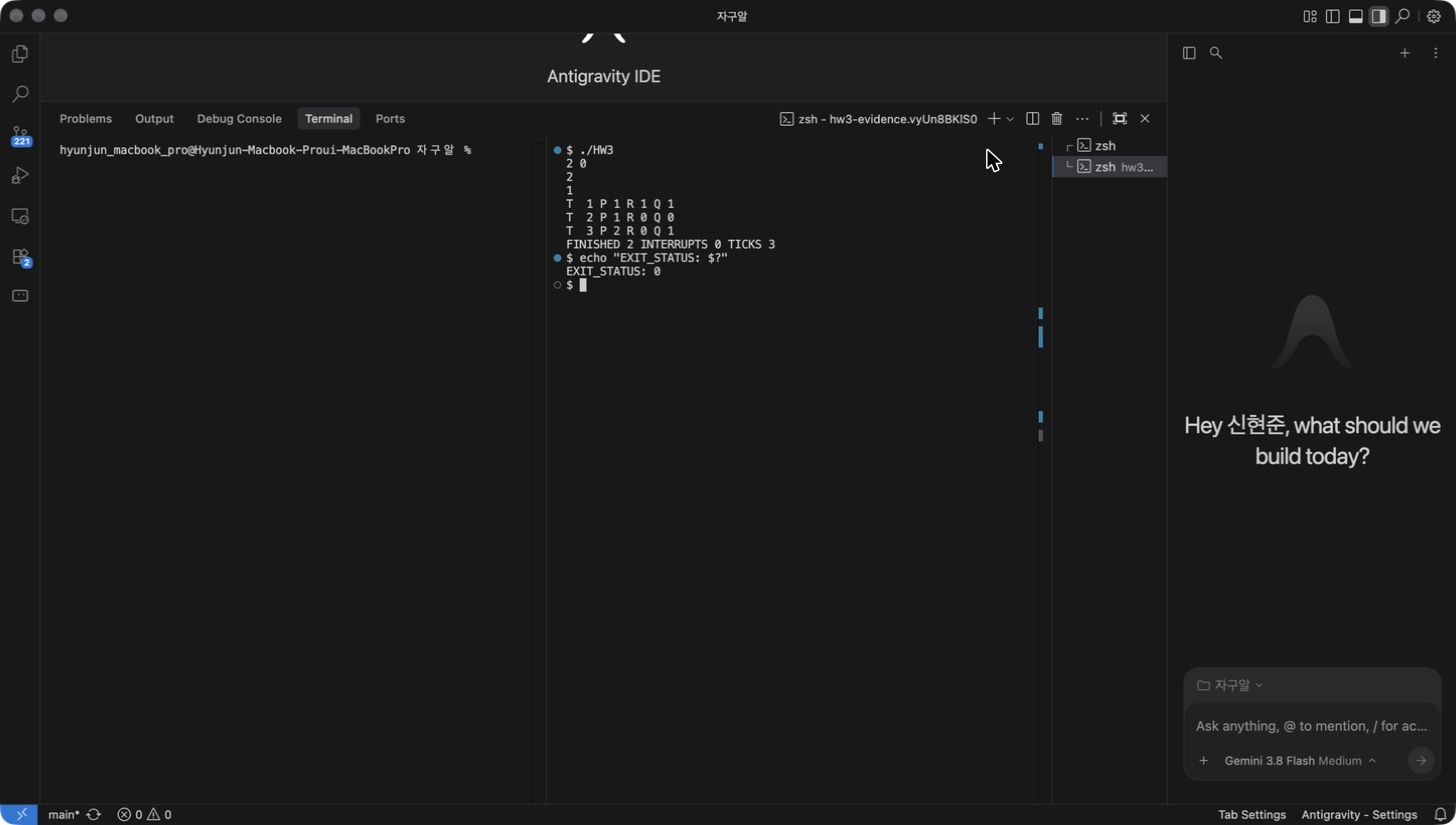 자구알
Antigravity IDE
Problems Output Debug Console Terminal Ports
zsh - hw3-evidence.vyUn8BKlS0
221
2
hyunjun_macbook_pro@Hyunjun-Macbook-Proui-MacBookPro 자구알 %
$ ./HW3
2 0
2
1
T  1 P 1 R 1 Q 1
T  2 P 1 R 0 Q 0
T  3 P 2 R 0 Q 1
FINISHED 2 INTERRUPTS 0 TICKS 3
$ echo "EXIT_STATUS: $?"
EXIT_STATUS: 0
$
zsh
zsh hw3...
Hey 신현준, what should we
build today?
자구알
Ask anything, @ to mention, / for ac...
Gemini 3.8 Flash Medium
main* 0 0
Tab Settings Antigravity - Settings